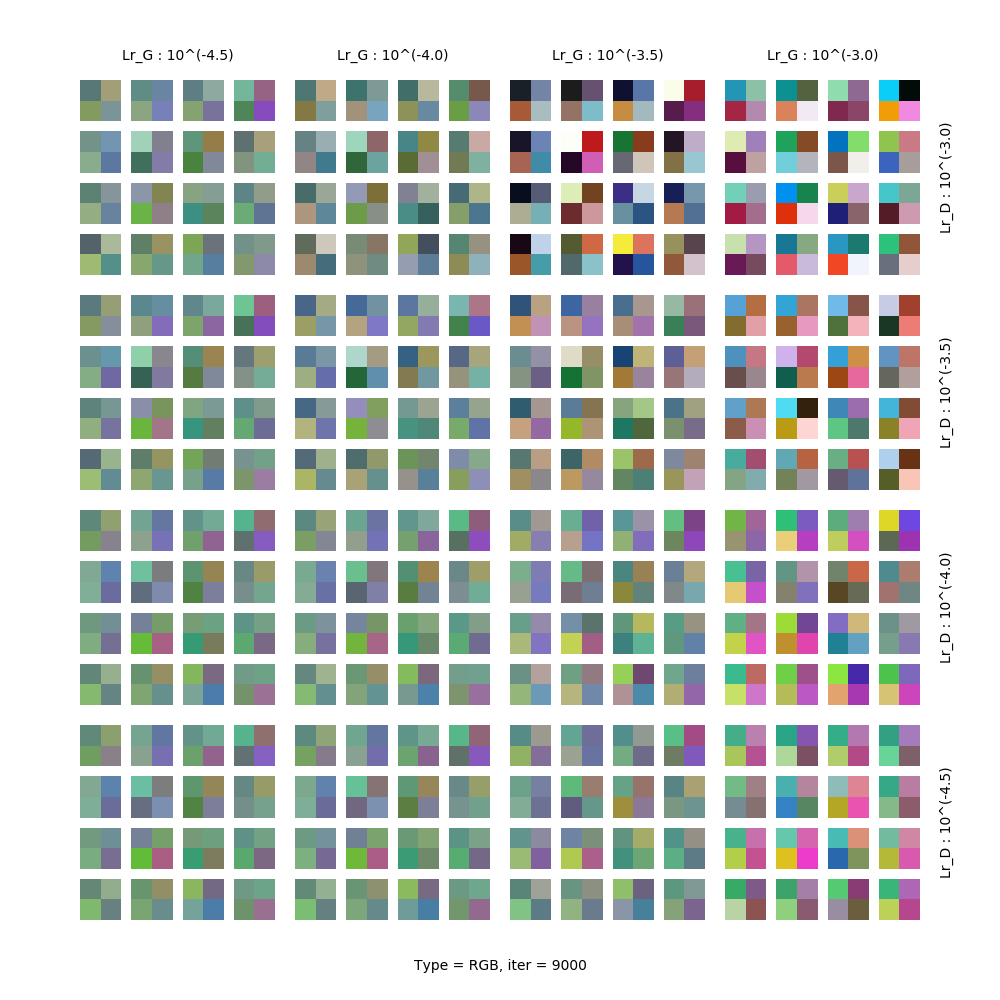 Lr_G : 10^(-4.5)
Lr_G : 10^(-4.0)
Lr_G : 10^(-3.5)
Lr_G : 10^(-3.0)
Lr_D : 10^(-3.0)
Lr_D : 10^(-3.5)
Lr_D : 10^(-4.0)
Lr_D : 10^(-4.5)
Type = RGB, iter = 9000